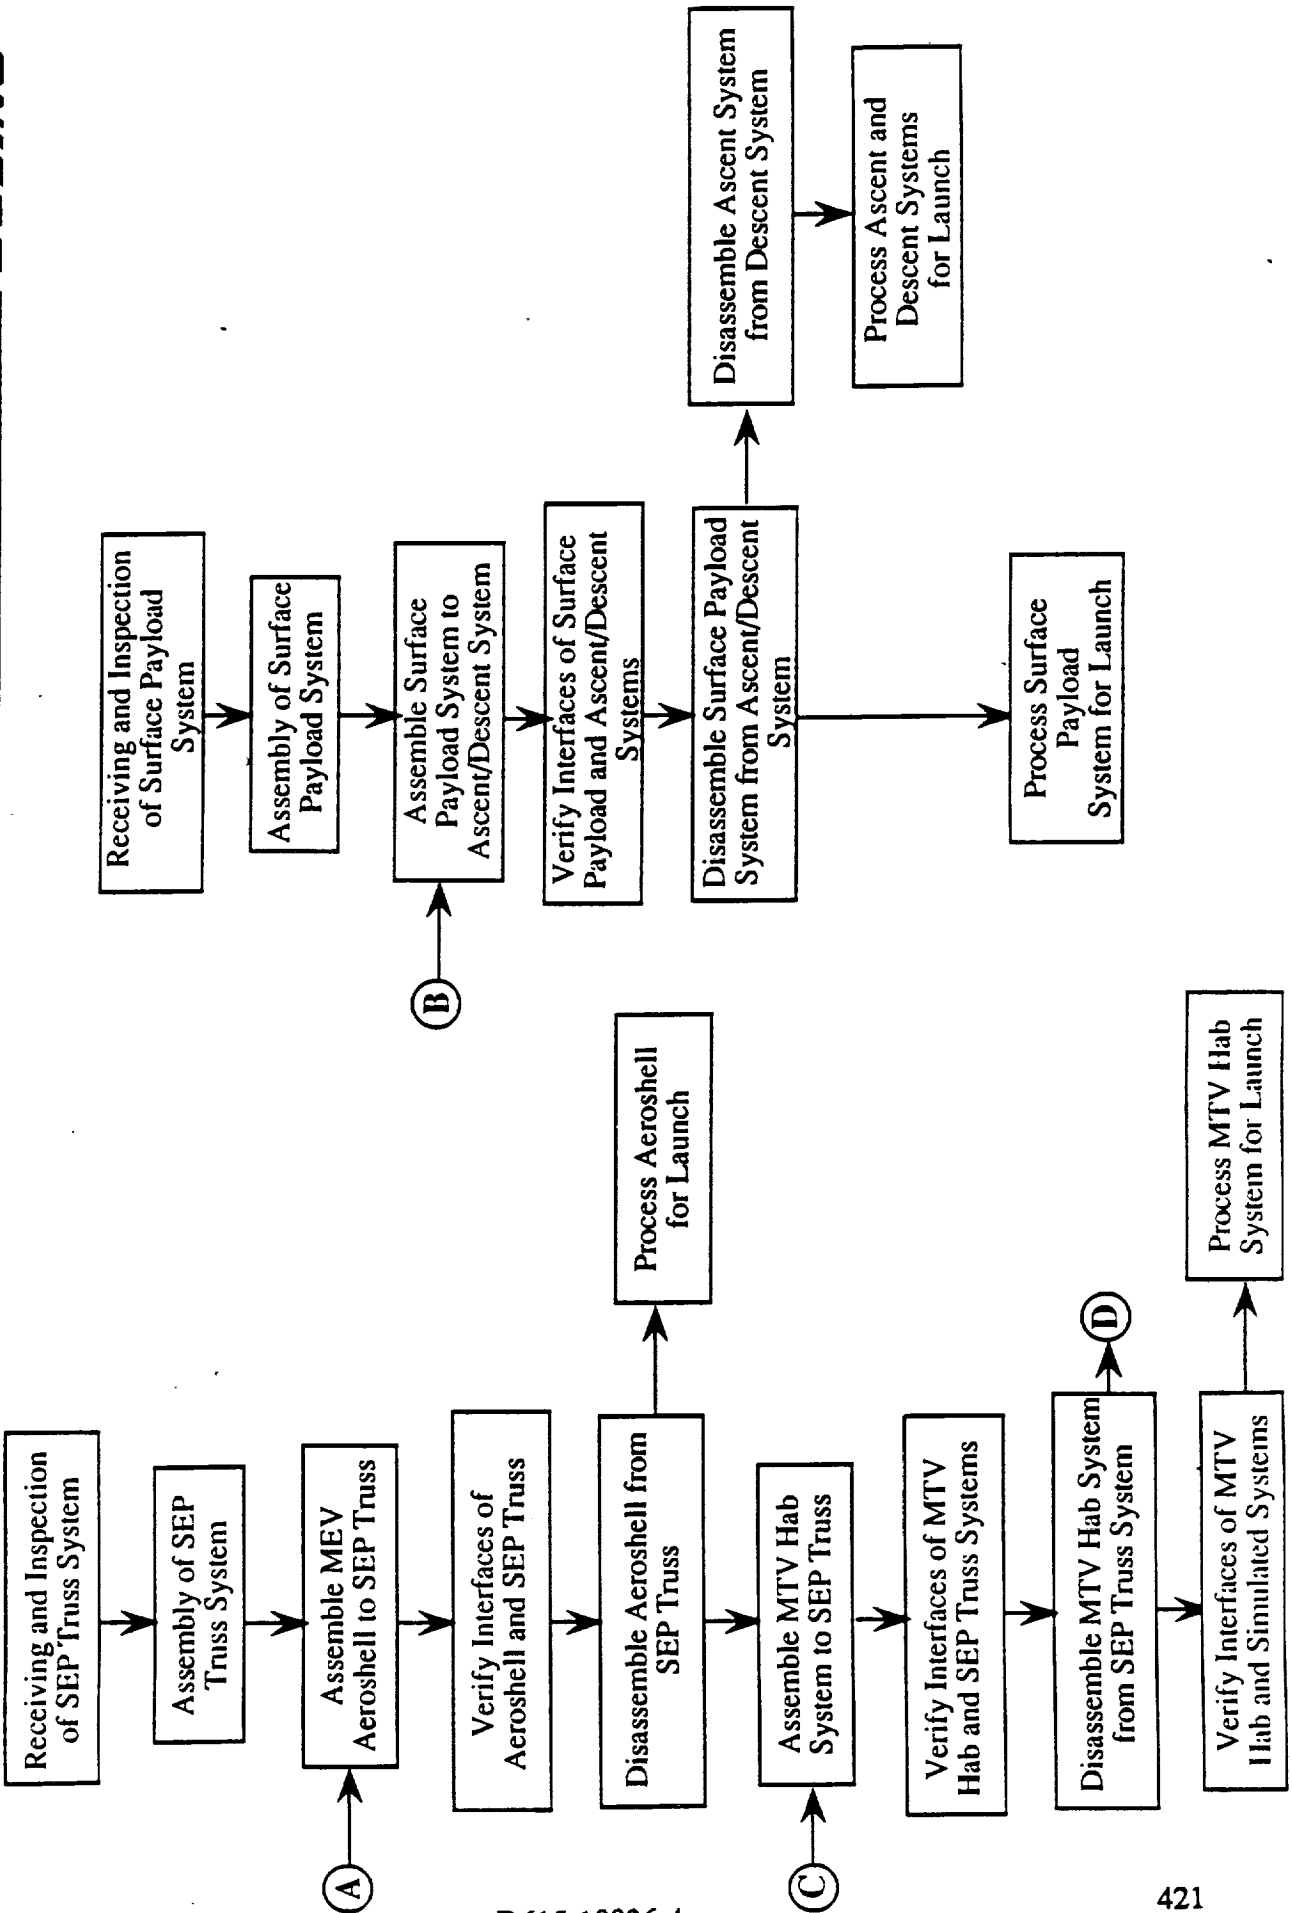 Receiving and Inspection
of SEP Truss System
Assembly of SEP
Truss System
A
Assemble MEV
Aeroshell to SEP Truss
Verify Interfaces of
Aeroshell and SEP Truss
Disassemble Aeroshell from
SEP Truss
Process Aeroshell
for Launch
C
Assemble MTV Hab
System to SEP Truss
Verify Interfaces of MTV
Hab and SEP Truss Systems
Disassemble MTV Hab System
from SEP Truss System
D
Verify Interfaces of MTV
Hab and Simulated Systems
Process MTV Hab
System for Launch
Receiving and Inspection
of Surface Payload
System
Assembly of Surface
Payload System
B
Assemble Surface
Payload System to
Ascent/Descent System
Verify Interfaces of Surface
Payload and Ascent/Descent
Systems
Disassemble Surface Payload
System from Ascent/Descent
System
Disassemble Ascent System
from Descent System
Process Ascent and
Descent Systems
for Launch
Process Surface
Payload
System for Launch
421